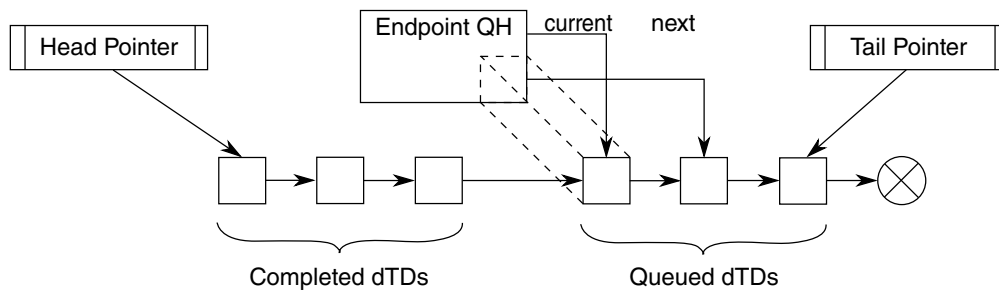 Head Pointer
Endpoint QH
current
next
Tail Pointer
Completed dTDs
Queued dTDs